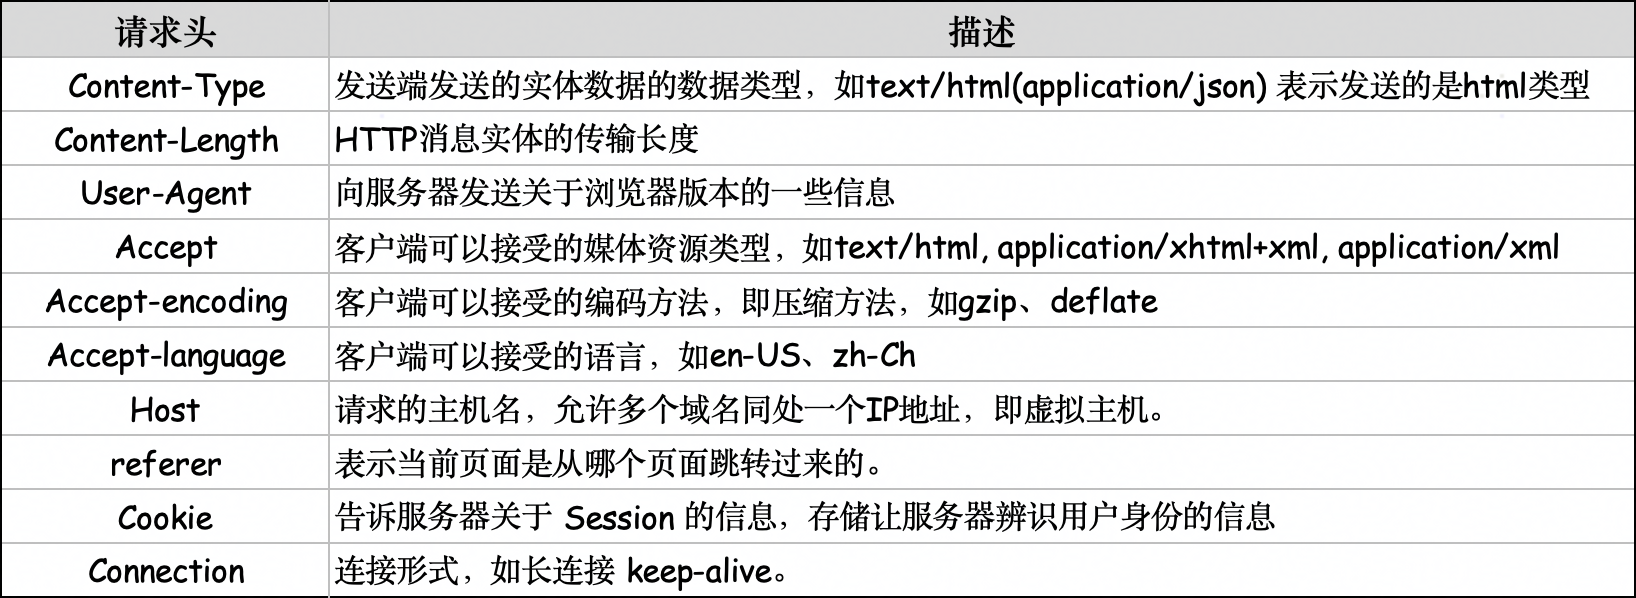 请求头 描述
Content-Type 发送端发送的实体数据的数据类型，如text/html(application/json) 表示发送的是html类型
Content-Length HTTP消息实体的传输长度
User-Agent 向服务器发送关于浏览器版本的一些信息
Accept 客户端可以接受的媒体资源类型，如text/html, application/xhtml+xml, application/xml
Accept-encoding 客户端可以接受的编码方法，即压缩方法，如gzip、deflate
Accept-language 客户端可以接受的语言，如en-US、zh-Ch
Host 请求的主机名，允许多个域名同处一个IP地址，即虚拟主机。
referer 表示当前页面是从哪个页面跳转过来的。
Cookie 告诉服务器关于 Session 的信息，存储让服务器辨识用户身份的信息
Connection 连接形式，如长连接 keep-alive。